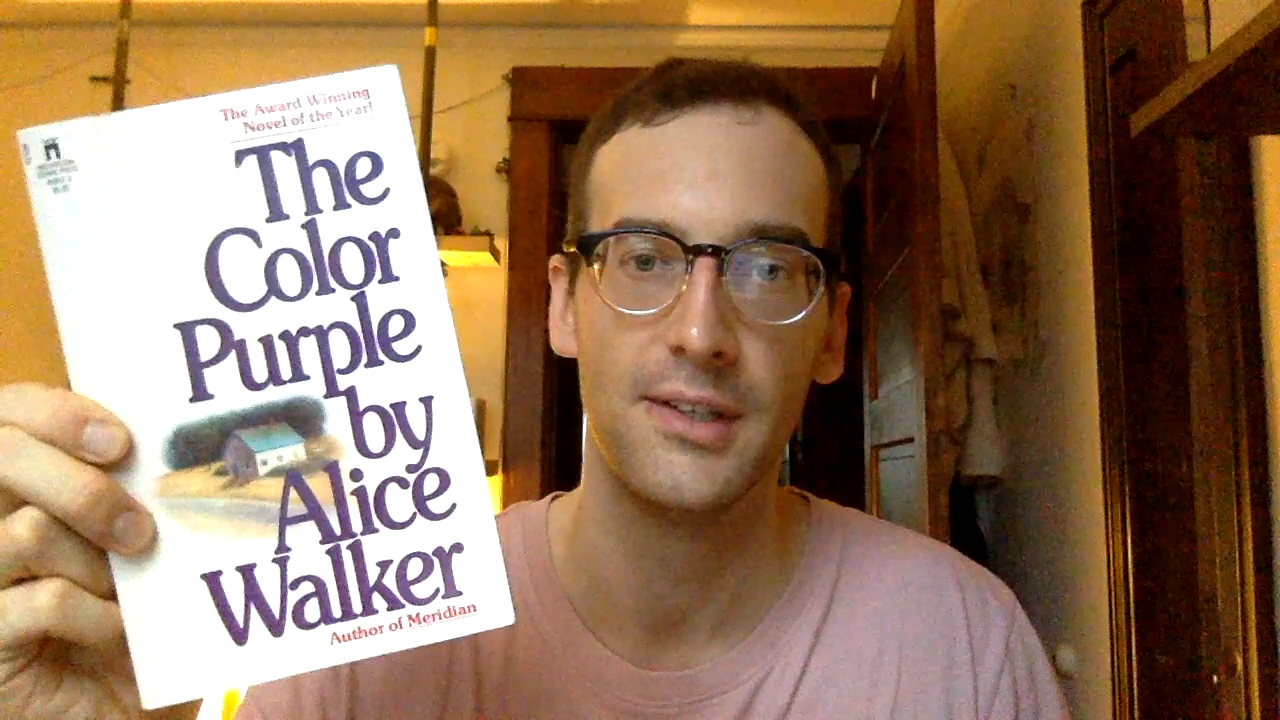 The Award-Winning
Novel of the Year!
The
Color
Purple
by
Alice
Walker
Author of Meridian